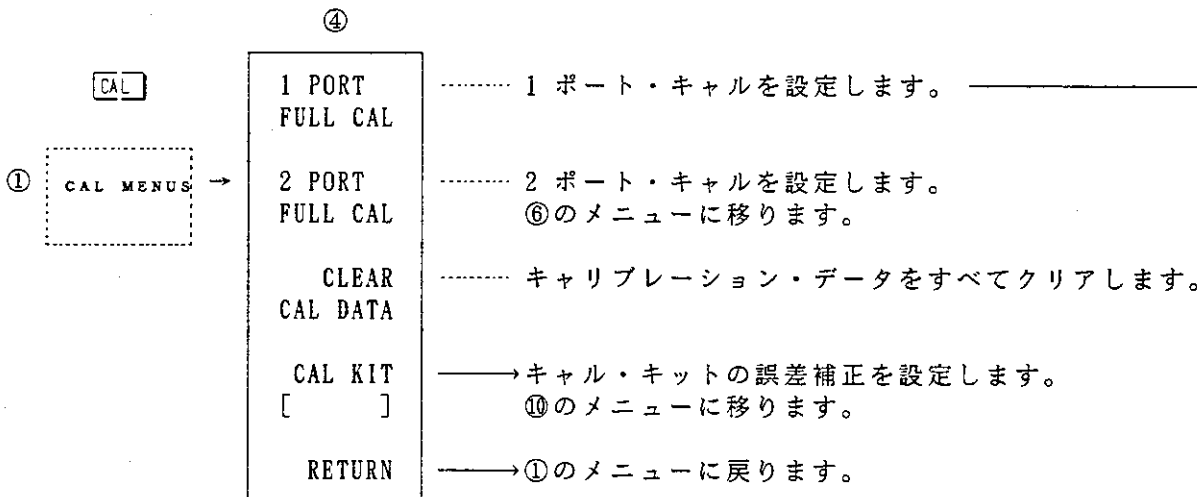 ④
CAL
1 PORT ……… 1 ポート・キャルを設定します。
FULL CAL
① CAL MENUS → 2 PORT ……… 2 ポート・キャルを設定します。
FULL CAL ⑥のメニューに移ります。
CLEAR ……… キャリブレーション・データをすべてクリアします。
CAL DATA
CAL KIT ⟶ キャル・キットの誤差補正を設定します。
[ ] ⑩のメニューに移ります。
RETURN ⟶ ①のメニューに戻ります。